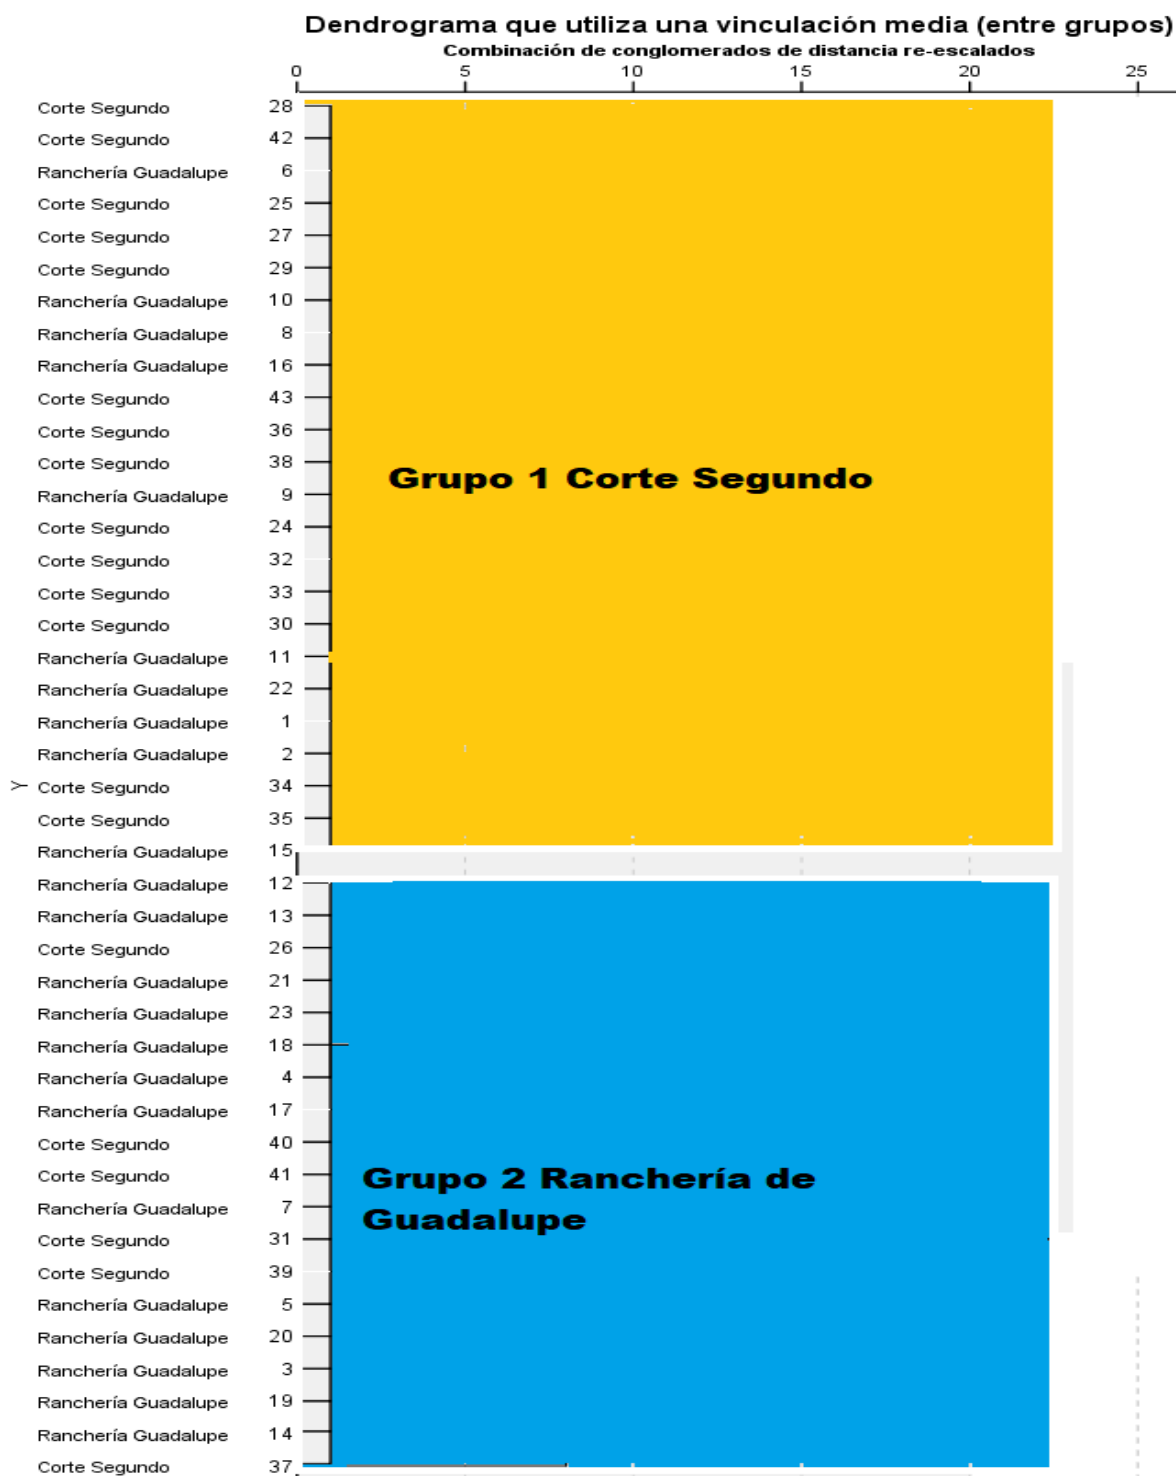 Dendrograma que utiliza una vinculación media (entre grupos)
Combinación de conglomerados de distancia re-escalados
0 5 10 15 20 25
Corte Segundo 28
Corte Segundo 42
Ranchería Guadalupe 6
Corte Segundo 25
Corte Segundo 27
Corte Segundo 29
Ranchería Guadalupe 10
Ranchería Guadalupe 8
Ranchería Guadalupe 16
Corte Segundo 43
Corte Segundo 36
Corte Segundo 38
Grupo 1 Corte Segundo
Ranchería Guadalupe 9
Corte Segundo 24
Corte Segundo 32
Corte Segundo 33
Corte Segundo 30
Ranchería Guadalupe 11
Ranchería Guadalupe 22
Ranchería Guadalupe 1
Ranchería Guadalupe 2
Y
Corte Segundo 34
Corte Segundo 35
Ranchería Guadalupe 15
Ranchería Guadalupe 12
Ranchería Guadalupe 13
Corte Segundo 26
Ranchería Guadalupe 21
Ranchería Guadalupe 23
Ranchería Guadalupe 18
Ranchería Guadalupe 4
Ranchería Guadalupe 17
Corte Segundo 40
Corte Segundo 41
Grupo 2 Ranchería de
Guadalupe
Ranchería Guadalupe 7
Corte Segundo 31
Corte Segundo 39
Ranchería Guadalupe 5
Ranchería Guadalupe 20
Ranchería Guadalupe 3
Ranchería Guadalupe 19
Ranchería Guadalupe 14
Corte Segundo 37